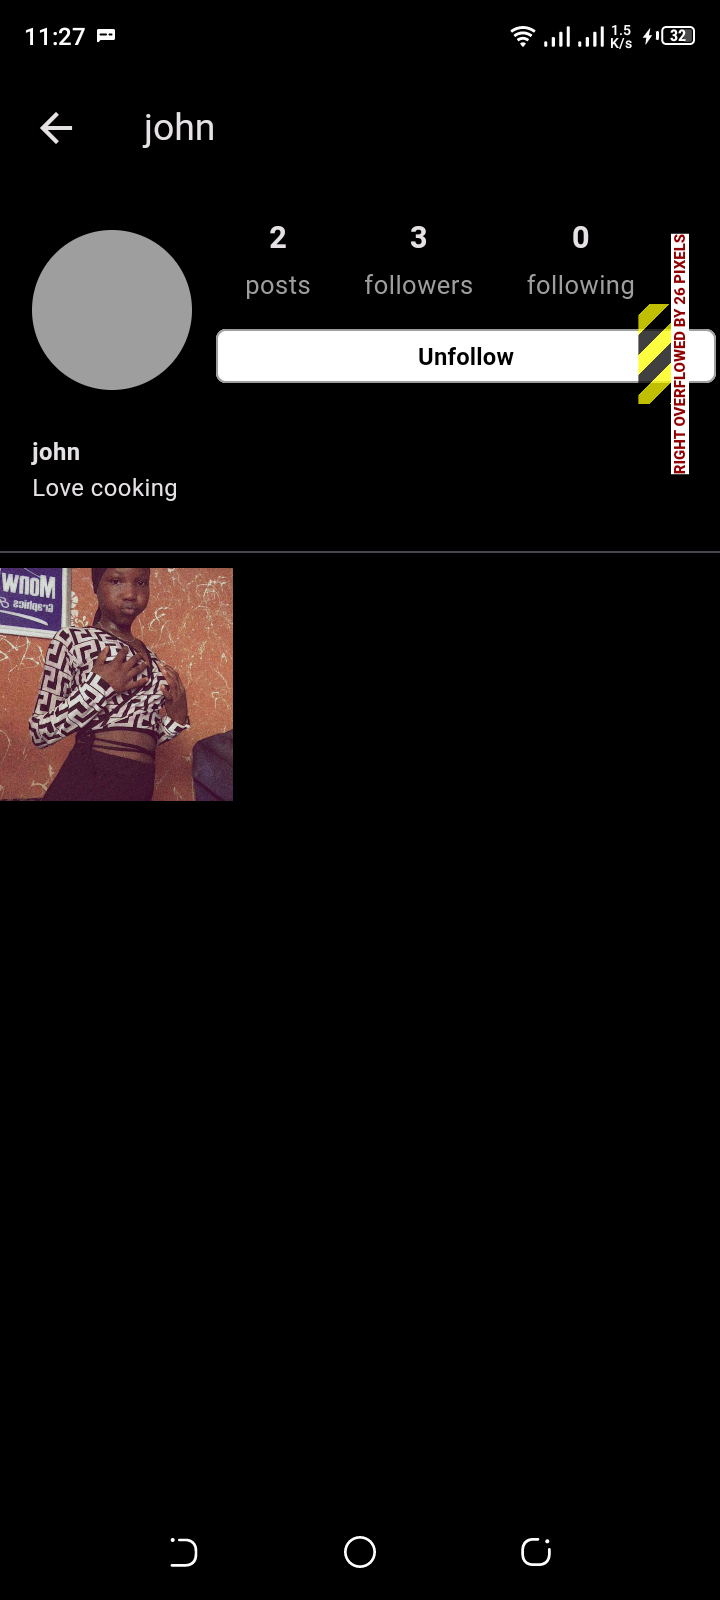 11:27
1.5
K/s
32
john
2
3
0
posts
followers
following
RIGHT OVERFLOWED BY 26 PIXELS
Unfollow
john
Love cooking
Monw
Graphics &